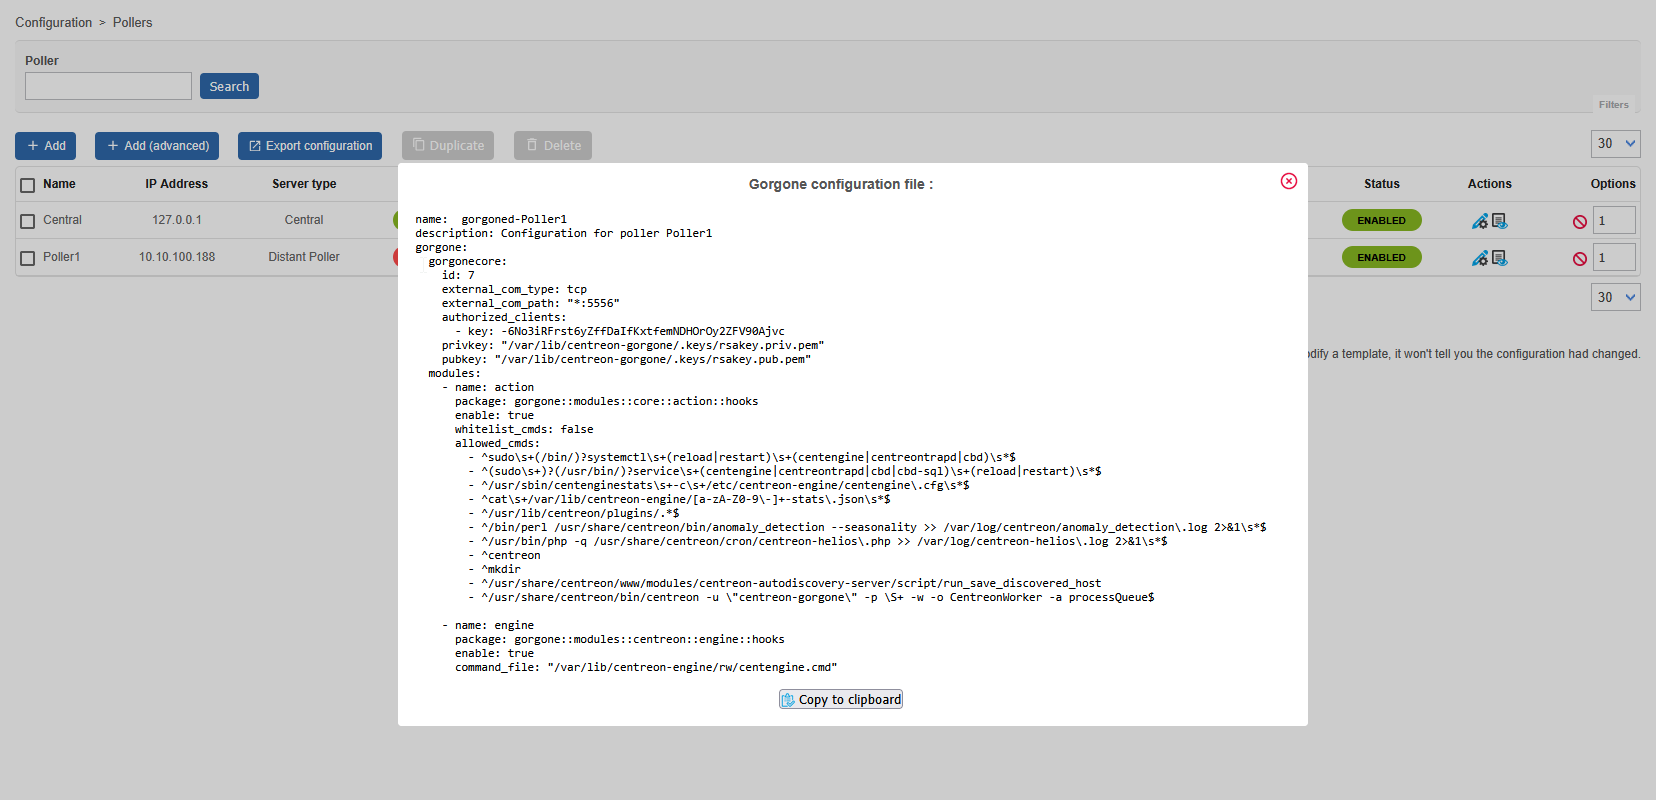 Configuration > Pollers
Poller
Search
Filters
Add
Add (advanced)
Export configuration
Duplicate
Delete
30
Name IP Address Server type Status Actions Options
Central 127.0.0.1 Central ENABLED 1
Poller1 10.10.100.188 Distant Poller ENABLED 1
30
dify a template, it won't tell you the configuration had changed.
Gorgone configuration file :
name:  gorgoned-Poller1
description: Configuration for poller Poller1
gorgone:
  gorgonecore:
    id: 7
    external_com_type: tcp
    external_com_path: "*:5556"
    authorized_clients:
      - key: -6No3iRFrst6yZffDaIfKxtfemNDHOrOy2ZFV90Ajvc
    privkey: "/var/lib/centreon-gorgone/.keys/rsakey.priv.pem"
    pubkey: "/var/lib/centreon-gorgone/.keys/rsakey.pub.pem"
  modules:
    - name: action
      package: gorgone::modules::core::action::hooks
      enable: true
      whitelist_cmds: false
      allowed_cmds:
        - ^sudo\s+(/bin/)?systemctl\s+(reload|restart)\s+(centengine|centreontrapd|cbd)\s*$
        - ^(sudo\s+)?(/usr/bin/)?service\s+(centengine|centreontrapd|cbd|cbd-sql)\s+(reload|restart)\s*$
        - ^/usr/sbin/centenginestats\s+-c\s+/etc/centreon-engine/centengine\.cfg\s*$
        - ^cat\s+/var/lib/centreon-engine/[a-zA-Z0-9\-]+-stats\.json\s*$
        - ^/usr/lib/centreon/plugins/.*$
        - ^/bin/perl /usr/share/centreon/bin/anomaly_detection --seasonality >> /var/log/centreon/anomaly_detection\.log 2>&1\s*$
        - ^/usr/bin/php -q /usr/share/centreon/cron/centreon-helios\.php >> /var/log/centreon-helios\.log 2>&1\s*$
        - ^centreon
        - ^mkdir
        - ^/usr/share/centreon/www/modules/centreon-autodiscovery-server/script/run_save_discovered_host
        - ^/usr/share/centreon/bin/centreon -u \"centreon-gorgone\" -p \S+ -w -o CentreonWorker -a processQueue$
    - name: engine
      package: gorgone::modules::centreon::engine::hooks
      enable: true
      command_file: "/var/lib/centreon-engine/rw/centengine.cmd"
Copy to clipboard